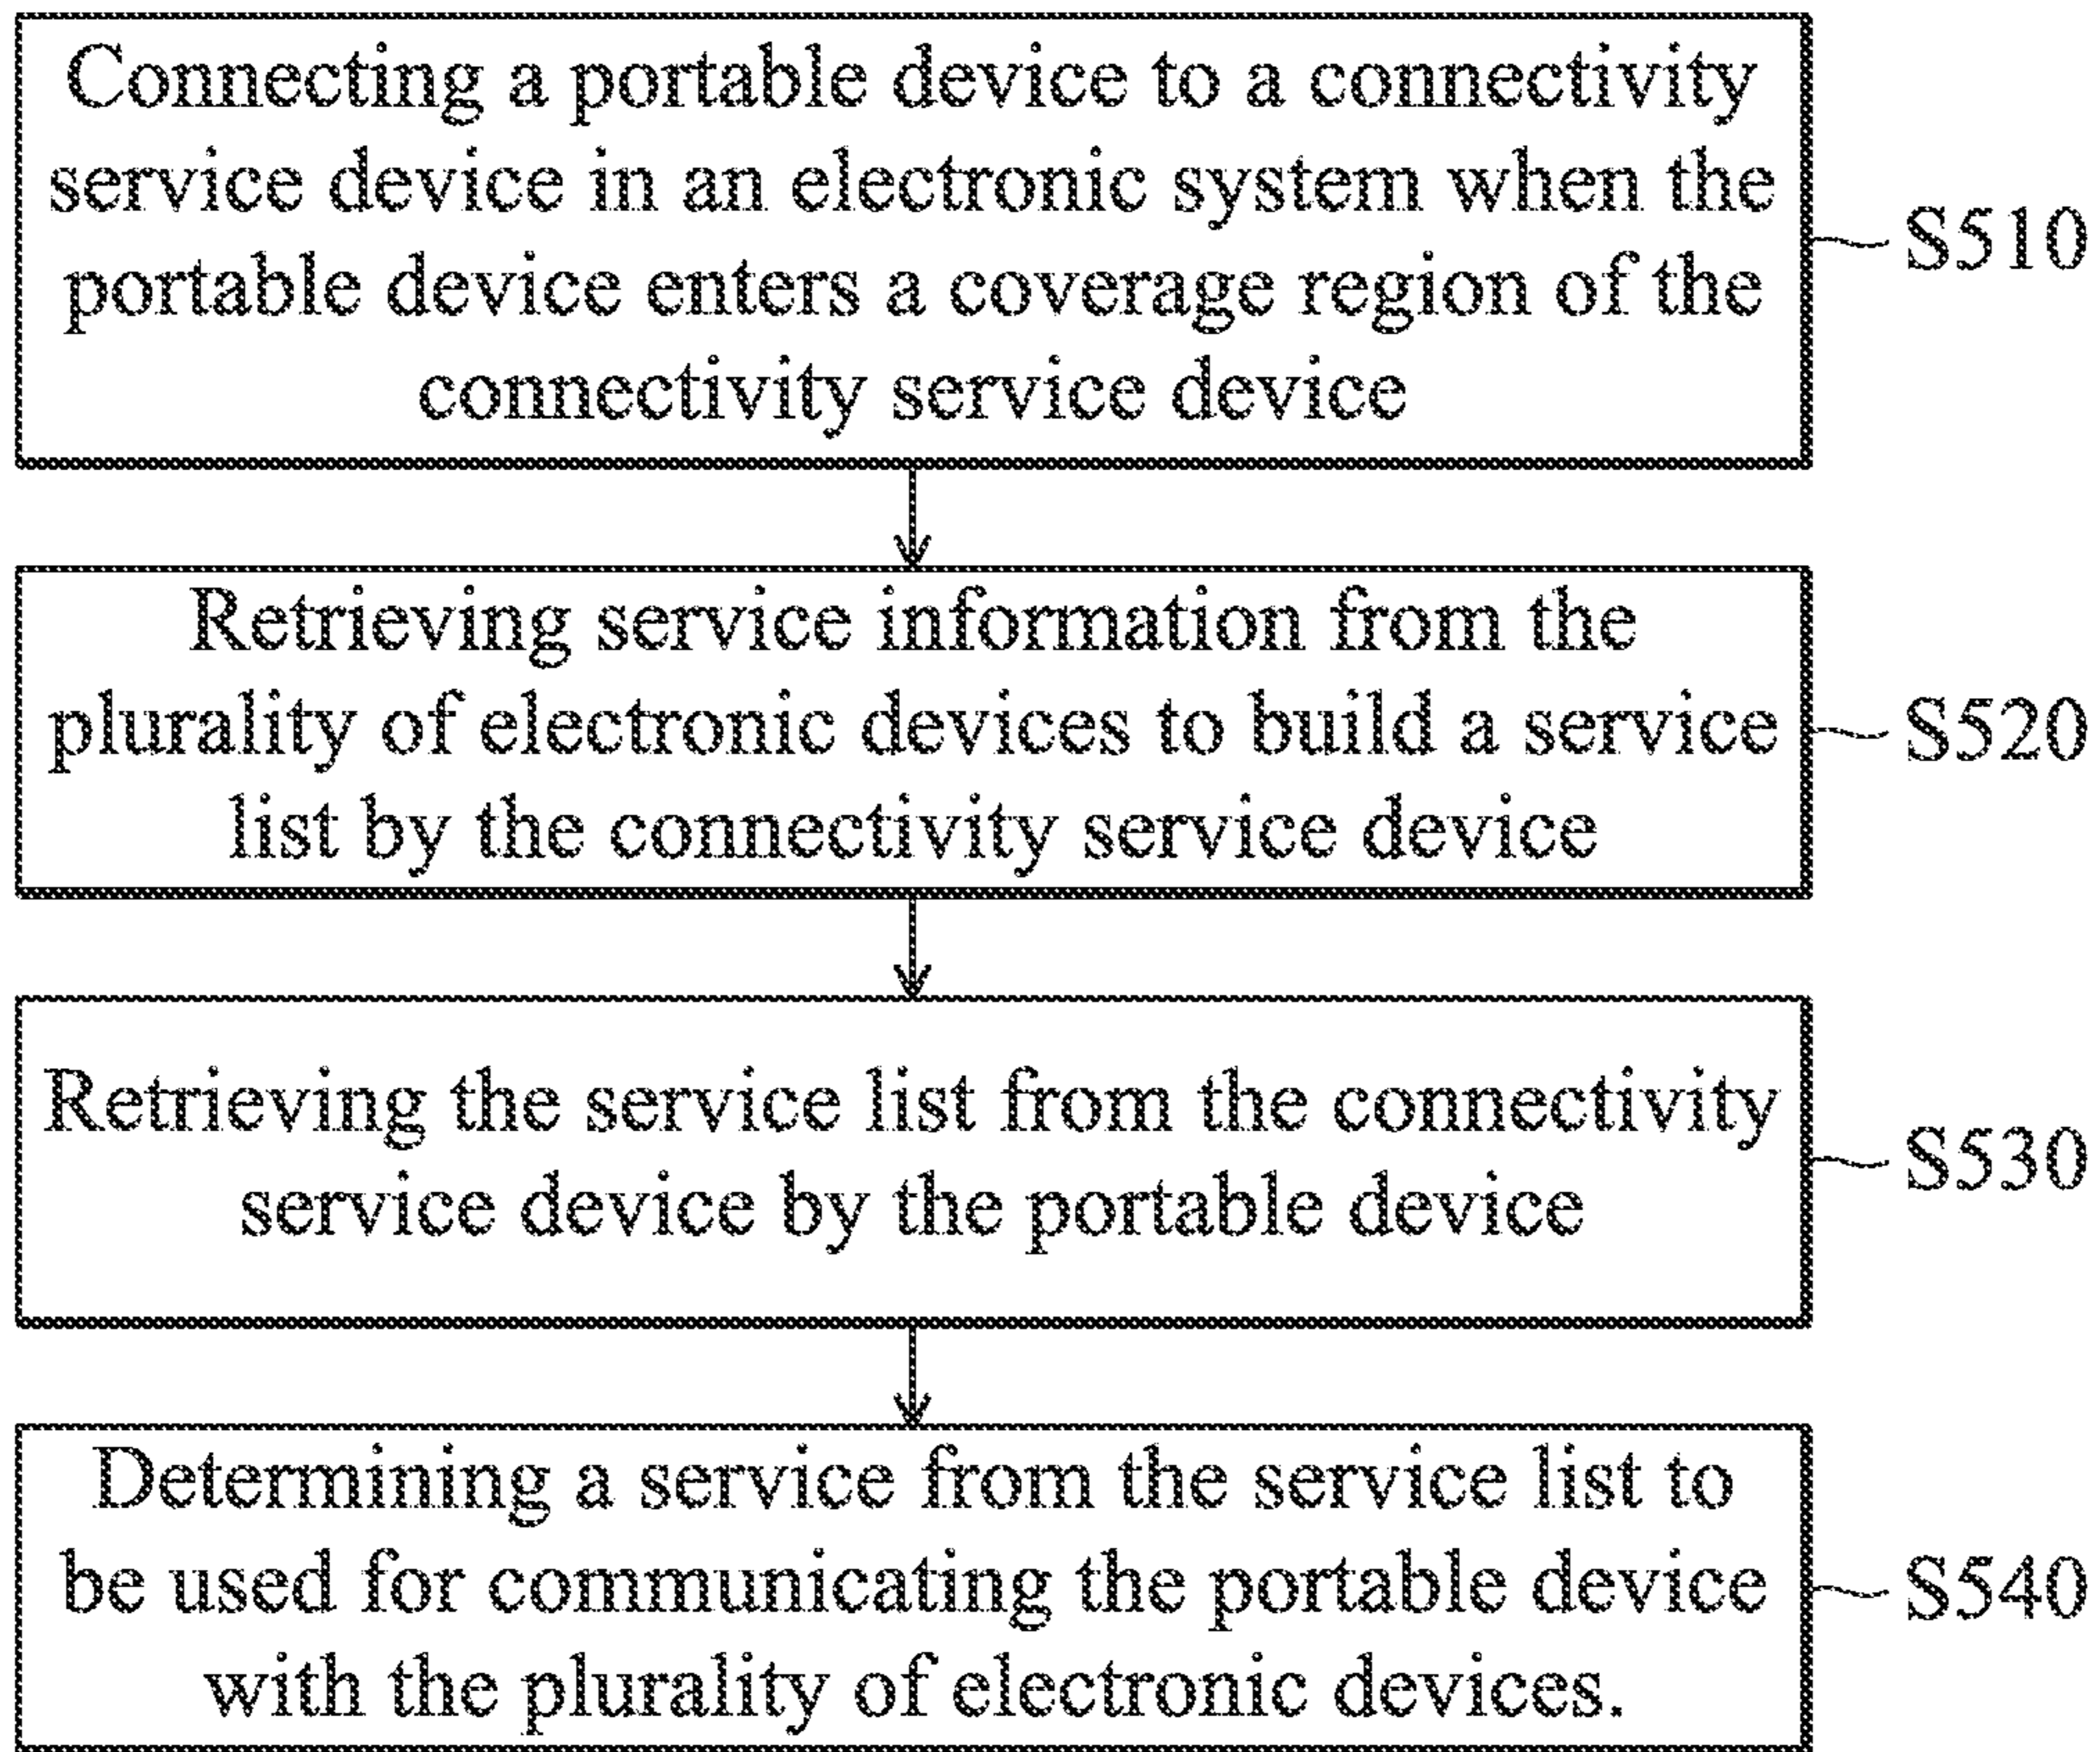 Connecting a portable device to a connectivity
service device in an electronic system when the
portable device enters a coverage region of the
connectivity service device
S510
Retrieving service information from the
plurality of electronic devices to build a service
list by the connectivity service device
S520
Retrieving the service list from the connectivity
service device by the portable device
S530
Determining a service from the service list to
be used for communicating the portable device
with the plurality of electronic devices.
S540